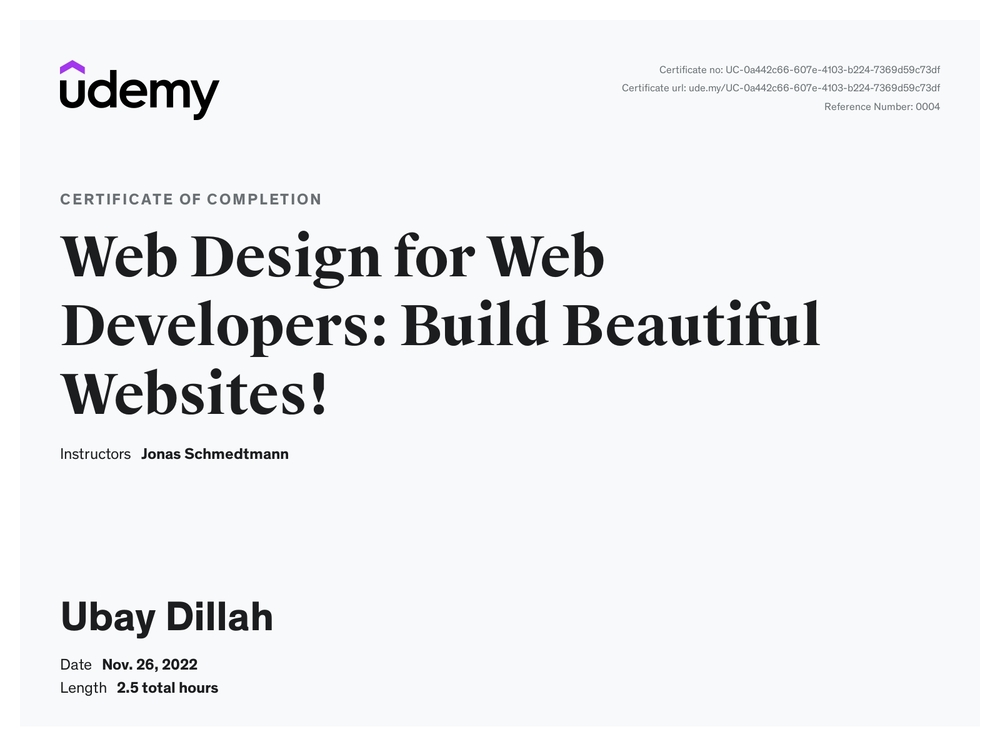 udemy
Certificate no: UC-0a442c66-607e-4103-b224-7369d59c73df
Certificate url: ude.my/UC-0a442c66-607e-4103-b224-7369d59c73df
Reference Number: 0004
CERTIFICATE OF COMPLETION
Web Design for Web
Developers: Build Beautiful
Websites!
Instructors Jonas Schmedtmann
Ubay Dillah
Date Nov. 26, 2022
Length 2.5 total hours